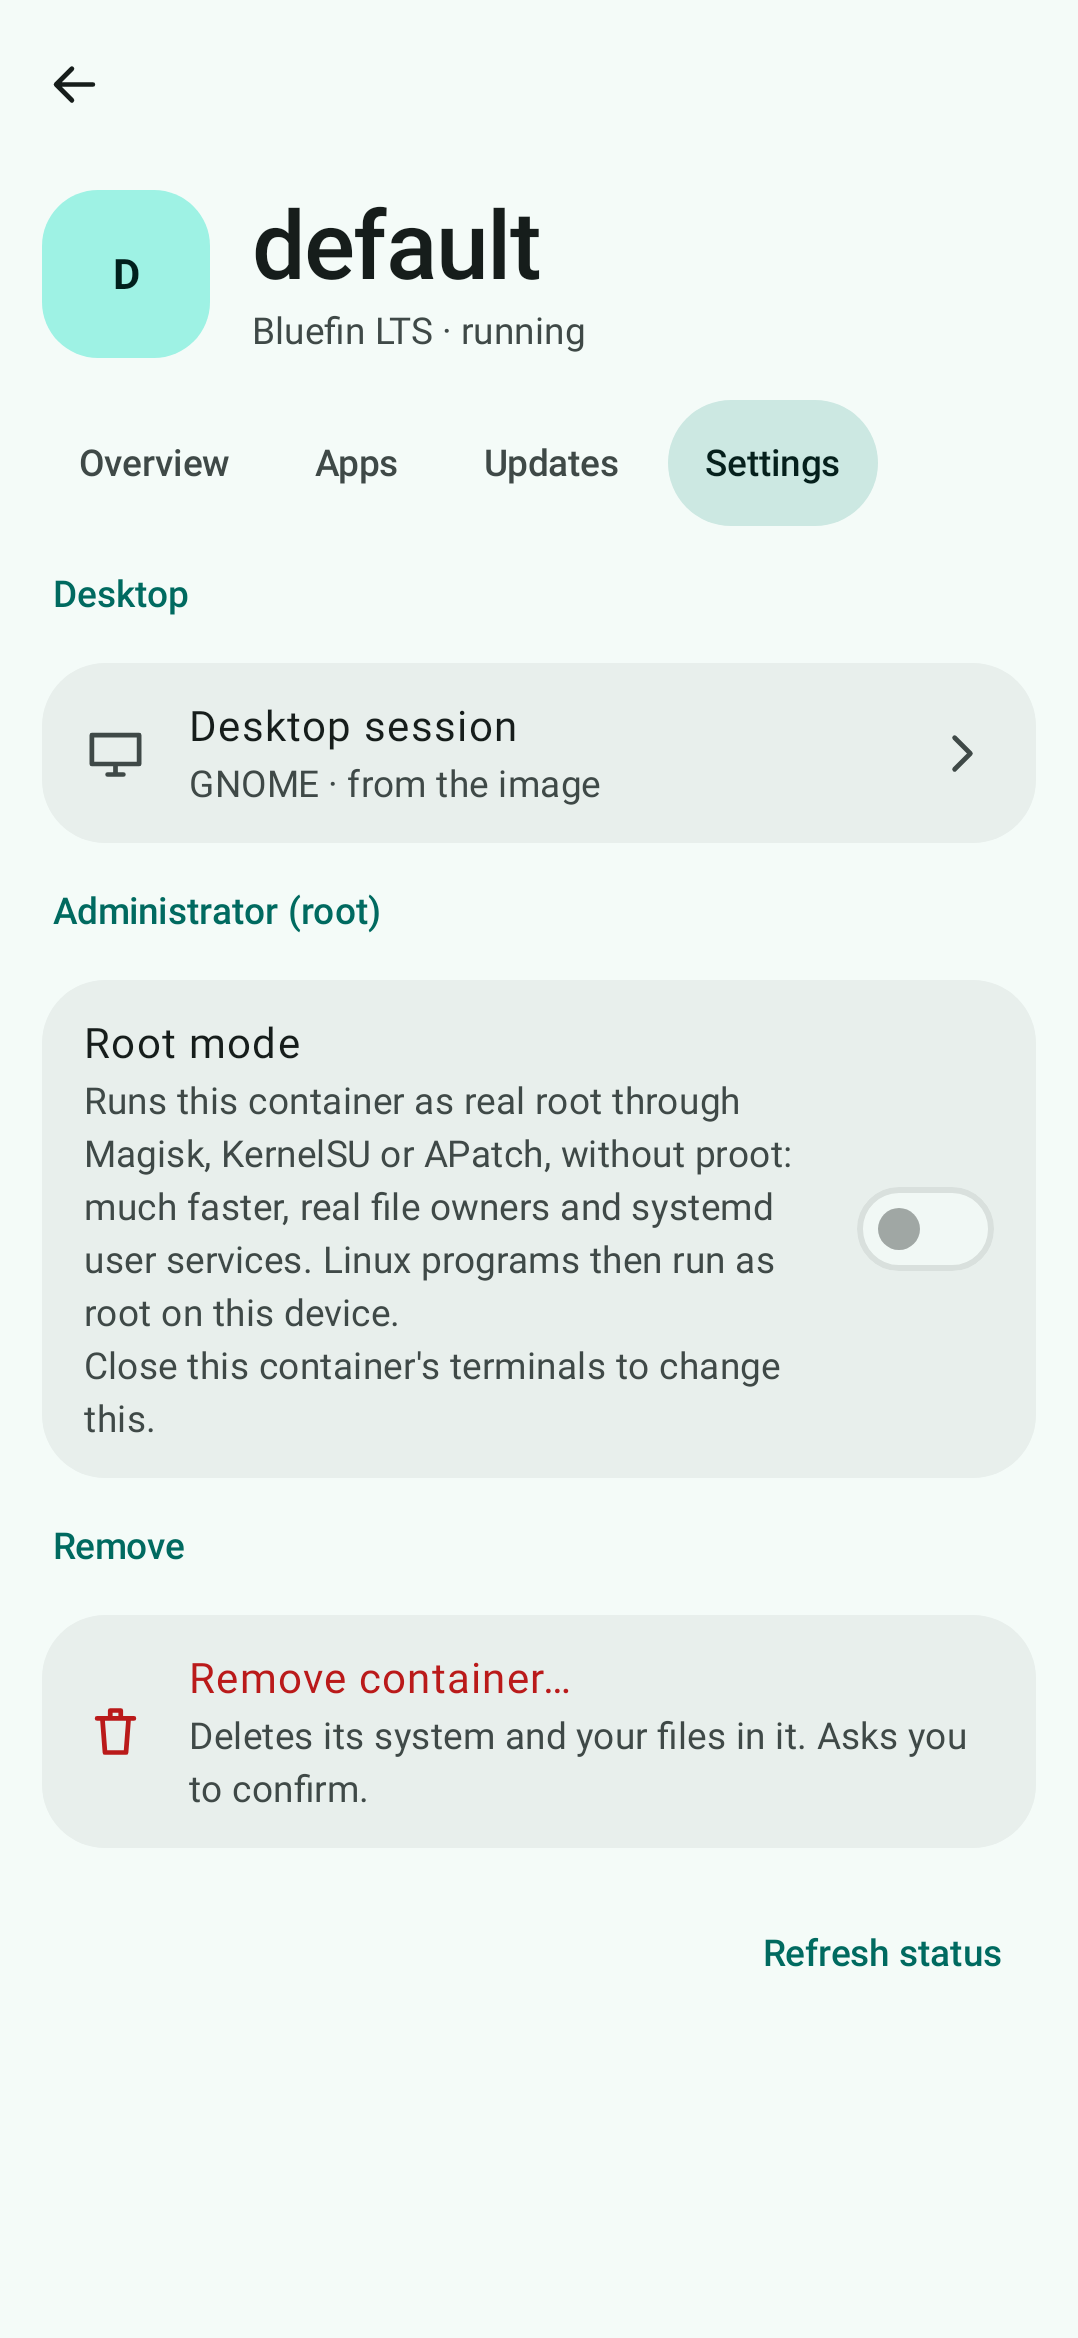 D
default
Bluefin LTS · running
Overview
Apps
Updates
Settings
Desktop
Desktop session
GNOME · from the image
Administrator (root)
Root mode
Runs this container as real root through
Magisk, KernelSU or APatch, without proot:
much faster, real file owners and systemd
user services. Linux programs then run as
root on this device.
Close this container's terminals to change
this.
Remove
Remove container…
Deletes its system and your files in it. Asks you
to confirm.
Refresh status